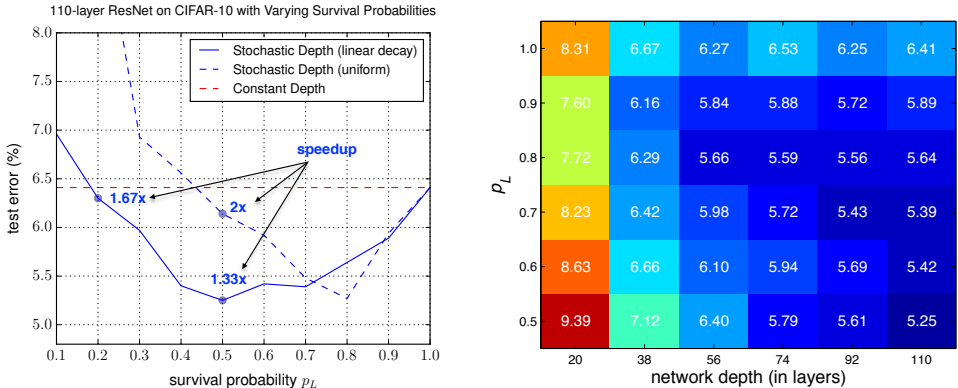 110-layer ResNet on CIFAR-10 with Varying Survival Probabilities
8.0
7.5
7.0
6.5
6.0
5.5
5.0
test error (%)
Stochastic Depth (linear decay)
Stochastic Depth (uniform)
Constant Depth
speedup
1.67x
2x
1.33x
0.1 0.2 0.3 0.4 0.5 0.6 0.7 0.8 0.9 1.0
survival probability p_L
p_L
1.0 8.31 6.67 6.27 6.53 6.25 6.41
0.9 7.60 6.16 5.84 5.88 5.72 5.89
0.8 7.72 6.29 5.66 5.59 5.56 5.64
0.7 8.23 6.42 5.98 5.72 5.43 5.39
0.6 8.63 6.66 6.10 5.94 5.69 5.42
0.5 9.39 7.12 6.40 5.79 5.61 5.25
20 38 56 74 92 110
network depth (in layers)